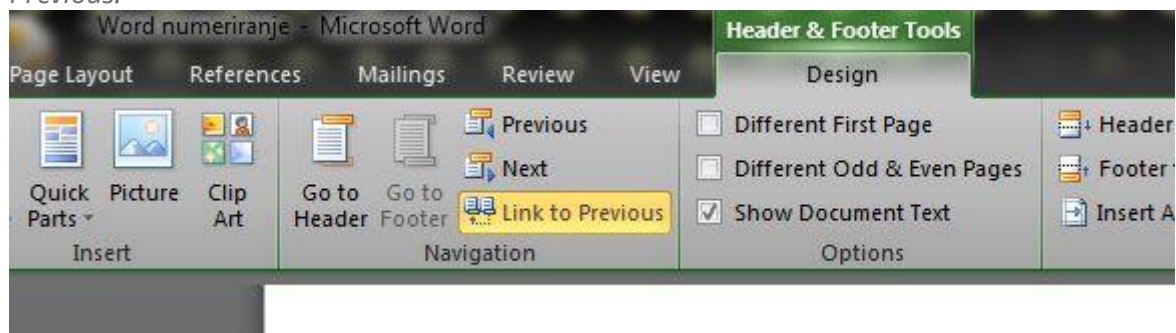 Previous.
Word numeriranje - Microsoft Word
Header & Footer Tools
Page Layout References Mailings Review View Design
Quick Parts
Picture
Clip Art
Insert
Go to Header
Go to Footer
Previous
Next
Link to Previous
Navigation
Different First Page
Different Odd & Even Pages
Show Document Text
Options
Header
Footer
Insert